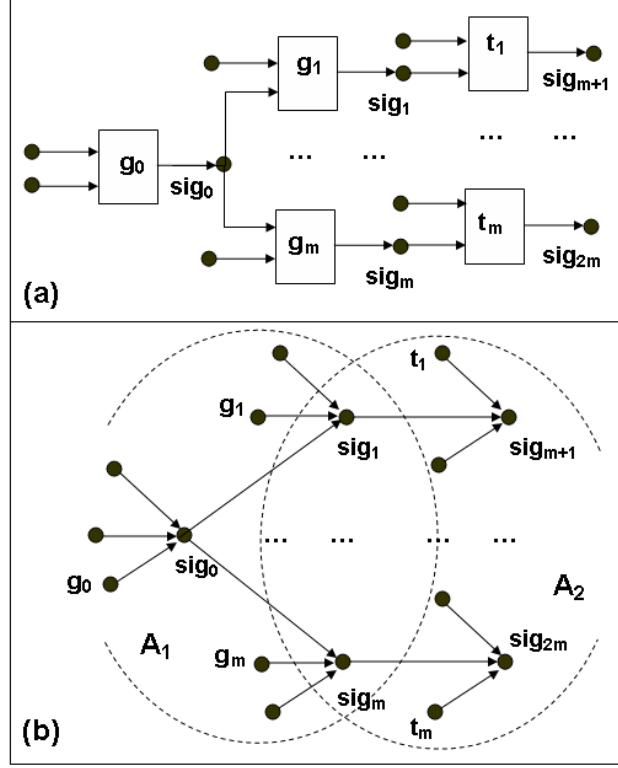 g₁ t₁
sig₁ sigₘ₊₁
... ... ... ...
g₀ sig₀
gₘ tₘ
sigₘ sig₂ₘ
(a)
t₁
g₁
sig₁ sigₘ₊₁
g₀ sig₀ ... ... ... ...
A₁ A₂
gₘ sig₂ₘ
sigₘ
tₘ
(b)